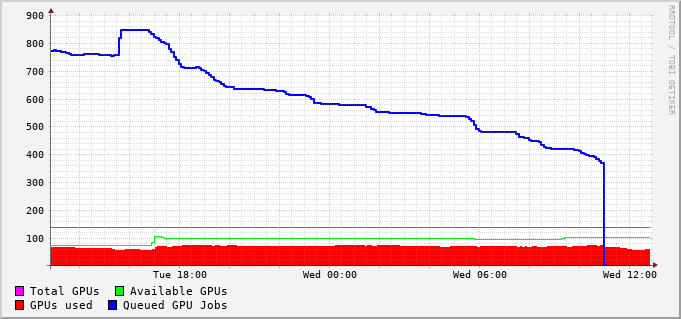 900
800
700
600
500
400
300
200
100
Tue 18:00 Wed 00:00 Wed 06:00 Wed 12:00
Total GPUs Available GPUs
GPUs used Queued GPU Jobs
RRDTOOL / TOBI OETIKER